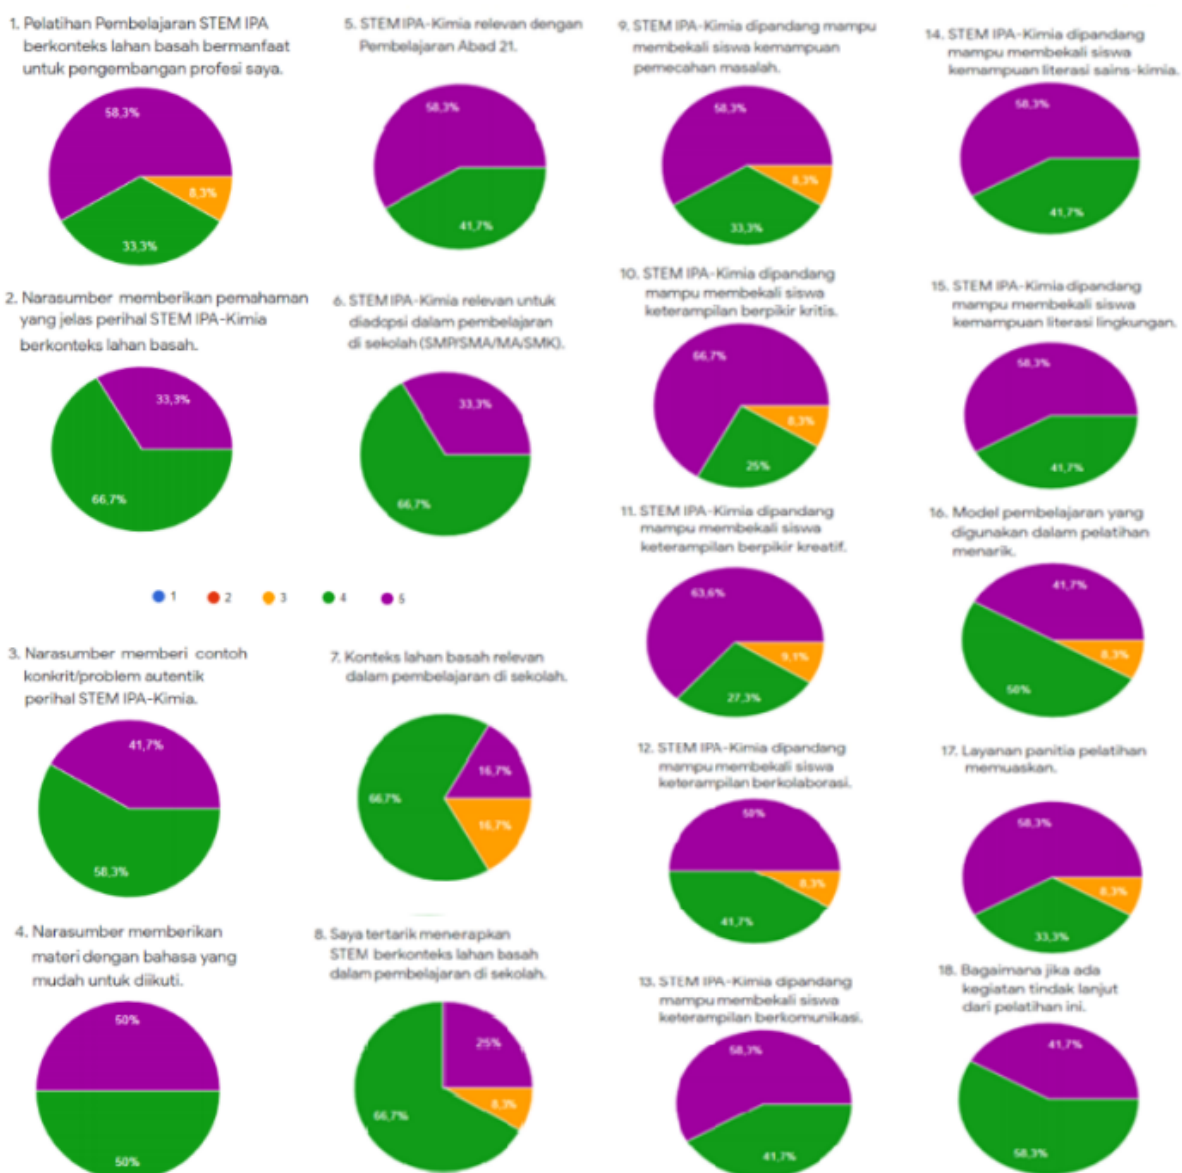 1. Pelatihan Pembelajaran STEM IPA
berkonteks lahan basah bermanfaat
untuk pengembangan profesi saya.
58,3%
8,3%
33,3%
2. Narasumber memberikan pemahaman
yang jelas perihal STEM IPA-Kimia
berkonteks lahan basah.
33,3%
66,7%
1
2
3
4
5
3. Narasumber memberi contoh
konkrit/problem autentik
perihal STEM IPA-Kimia.
41,7%
58,3%
4. Narasumber memberikan
materi dengan bahasa yang
mudah untuk diikuti.
50%
50%
5. STEM IPA-Kimia relevan dengan
Pembelajaran Abad 21.
58,3%
41,7%
6. STEM IPA-Kimia relevan untuk
diadopsi dalam pembelajaran
di sekolah (SMP/SMA/MA/SMK).
33,3%
66,7%
7. Konteks lahan basah relevan
dalam pembelajaran di sekolah.
66,7%
16,7%
16,7%
8. Saya tertarik menerapkan
STEM berkonteks lahan basah
dalam pembelajaran di sekolah.
25%
8,3%
66,7%
9. STEM IPA-Kimia dipandang mampu
membekali siswa kemampuan
pemecahan masalah.
58,3%
8,3%
33,3%
10. STEM IPA-Kimia dipandang
mampu membekali siswa
keterampilan berpikir kritis.
66,7%
8,3%
25%
11. STEM IPA-Kimia dipandang
mampu membekali siswa
keterampilan berpikir kreatif.
63,6%
9,1%
27,3%
12. STEM IPA-Kimia dipandang
mampu membekali siswa
keterampilan berkolaborasi.
50%
8,3%
41,7%
13. STEM IPA-Kimia dipandang
mampu membekali siswa
keterampilan berkomunikasi.
58,3%
41,7%
14. STEM IPA-Kimia dipandang
mampu membekali siswa
kemampuan literasi sains-kimia.
58,3%
41,7%
15. STEM IPA-Kimia dipandang
mampu membekali siswa
kemampuan literasi lingkungan.
58,3%
41,7%
16. Model pembelajaran yang
digunakan dalam pelatihan
menarik.
41,7%
8,3%
50%
17. Layanan panitia pelatihan
memuaskan.
58,3%
8,3%
33,3%
18. Bagaimana jika ada
kegiatan tindak lanjut
dari pelatihan ini.
41,7%
58,3%